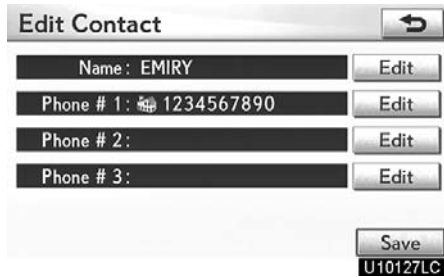 Edit Contact
Name: EMIRY Edit
Phone # 1: 1234567890 Edit
Phone # 2: Edit
Phone # 3: Edit
Save
U10127LC